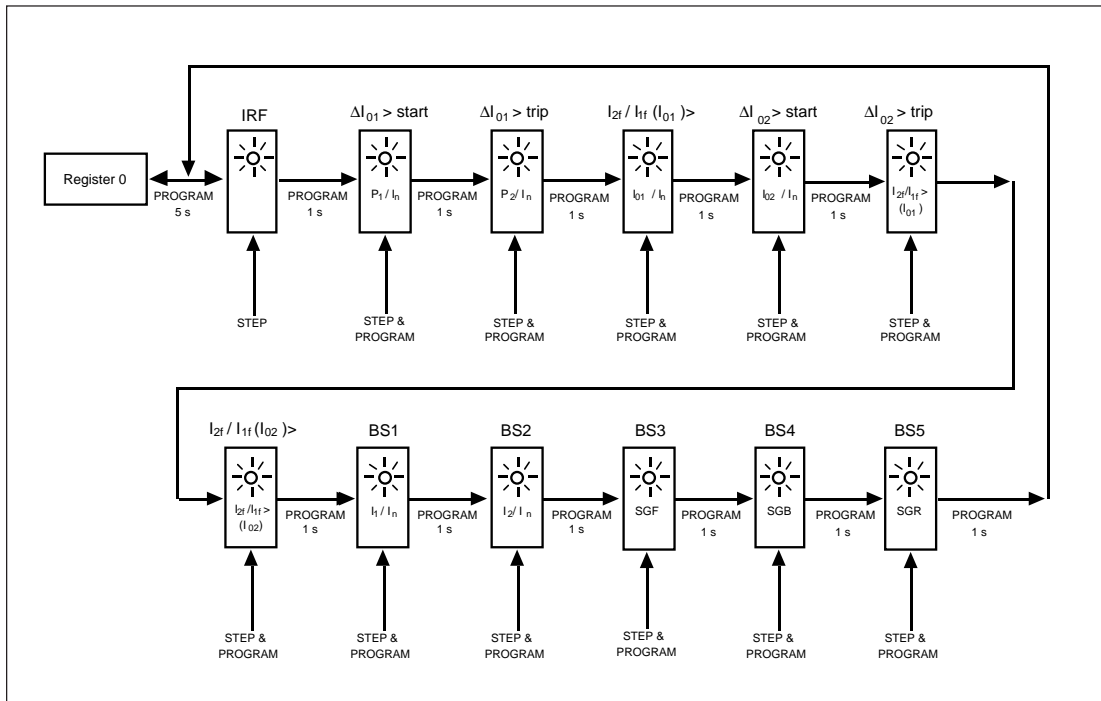 IRF
ΔI01 > start
ΔI01 > trip
I2f / I1f (I01) >
ΔI02 > start
ΔI02 > trip
Register 0
P1 / In
P2 / In
I01 / In
I02 / In
I2f/I1f >
(I01)
PROGRAM
5 s
PROGRAM
1 s
PROGRAM
1 s
PROGRAM
1 s
PROGRAM
1 s
PROGRAM
1 s
STEP
STEP &
PROGRAM
STEP &
PROGRAM
STEP &
PROGRAM
STEP &
PROGRAM
STEP &
PROGRAM
I2f / I1f (I02) >
BS1
BS2
BS3
BS4
BS5
I2f/I1f >
(I02)
I1 / In
I2 / In
SGF
SGB
SGR
PROGRAM
1 s
PROGRAM
1 s
PROGRAM
1 s
PROGRAM
1 s
PROGRAM
1 s
PROGRAM
1 s
STEP &
PROGRAM
STEP &
PROGRAM
STEP &
PROGRAM
STEP &
PROGRAM
STEP &
PROGRAM
STEP &
PROGRAM